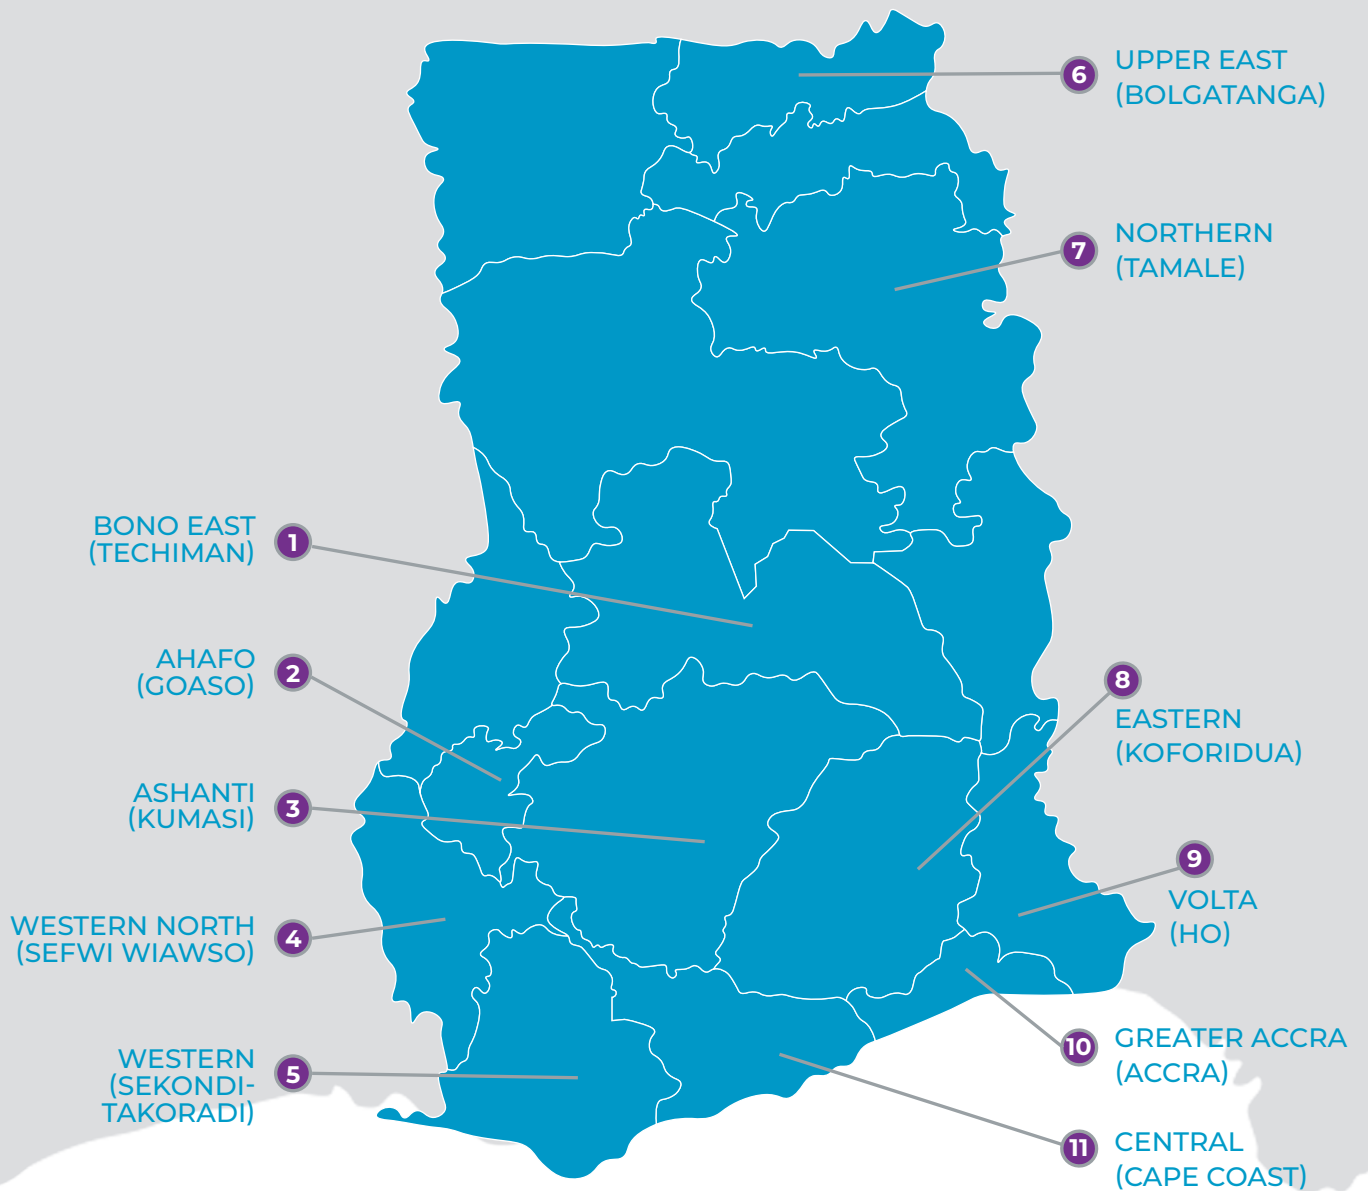 1
BONO EAST
(TECHIMAN)
2
AHAFO
(GOASO)
3
ASHANTI
(KUMASI)
4
WESTERN NORTH
(SEFWI WIAWSO)
5
WESTERN
(SEKONDI-
TAKORADI)
6
UPPER EAST
(BOLGATANGA)
7
NORTHERN
(TAMALE)
8
EASTERN
(KOFORIDUA)
9
VOLTA
(HO)
10
GREATER ACCRA
(ACCRA)
11
CENTRAL
(CAPE COAST)